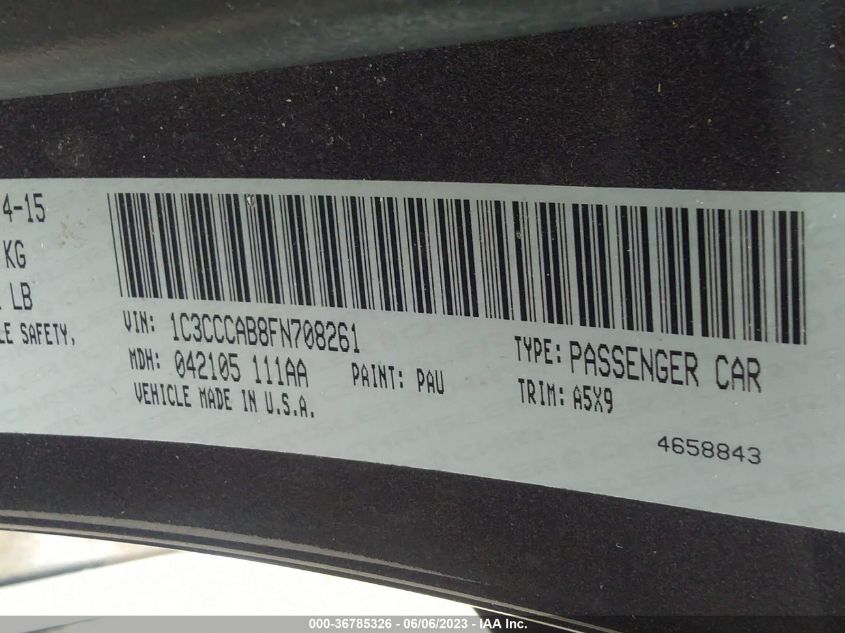 4-15
KG
LB
LE SAFETY,
VIN: 1C3CCCAB8FN708261
MDH: 042105 111AA
PAINT: PAU
VEHICLE MADE IN U.S.A.
TYPE: PASSENGER CAR
TRIM: A5X9
4658843
000-36785326 - 06/06/2023 - IAA Inc.